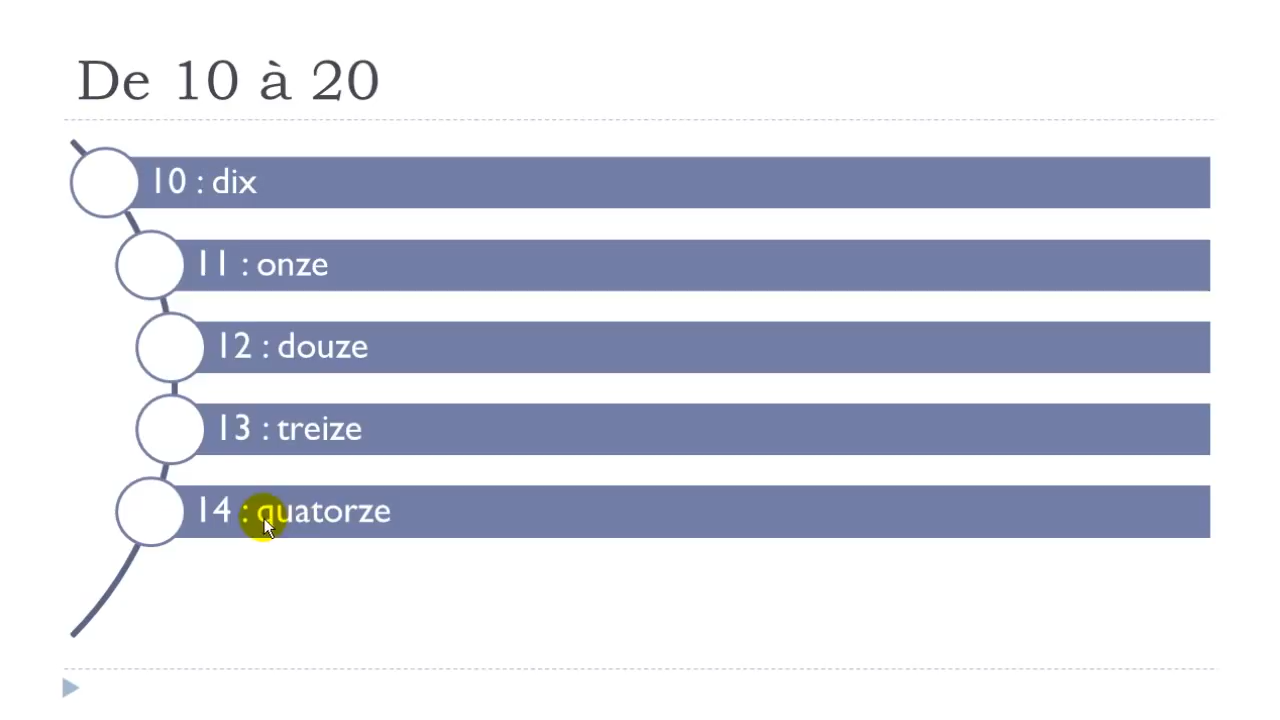 De 10 à 20
10 : dix
11 : onze
12 : douze
13 : treize
14 : quatorze